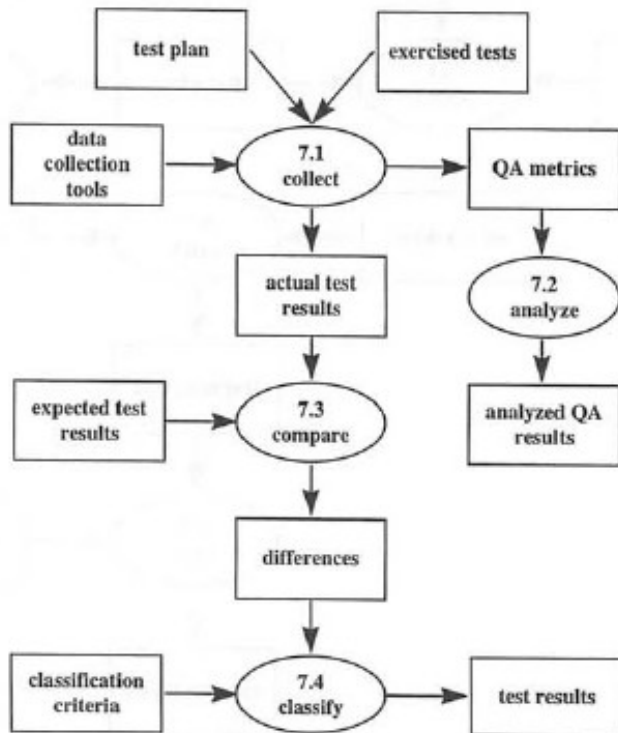 test plan
exercised tests
data
collection
tools
7.1
collect
QA metrics
actual test
results
7.2
analyze
expected test
results
7.3
compare
analyzed QA
results
differences
classification
criteria
7.4
classify
test results